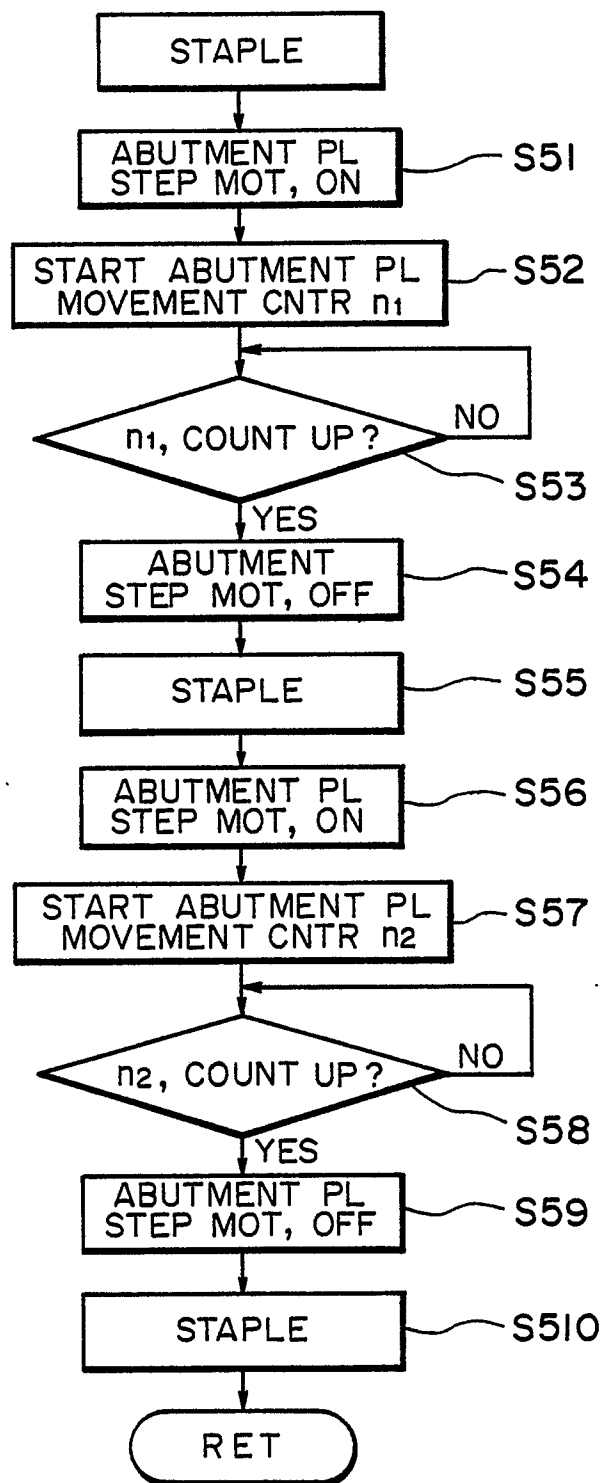 STAPLE
ABUTMENT PL
STEP MOT, ON
S51
START ABUTMENT PL
MOVEMENT CNTR n1
S52
n1, COUNT UP?
NO
S53
YES
ABUTMENT
STEP MOT, OFF
S54
STAPLE
S55
ABUTMENT PL
STEP MOT, ON
S56
START ABUTMENT PL
MOVEMENT CNTR n2
S57
n2, COUNT UP?
NO
S58
YES
ABUTMENT PL
STEP MOT, OFF
S59
STAPLE
S510
RET